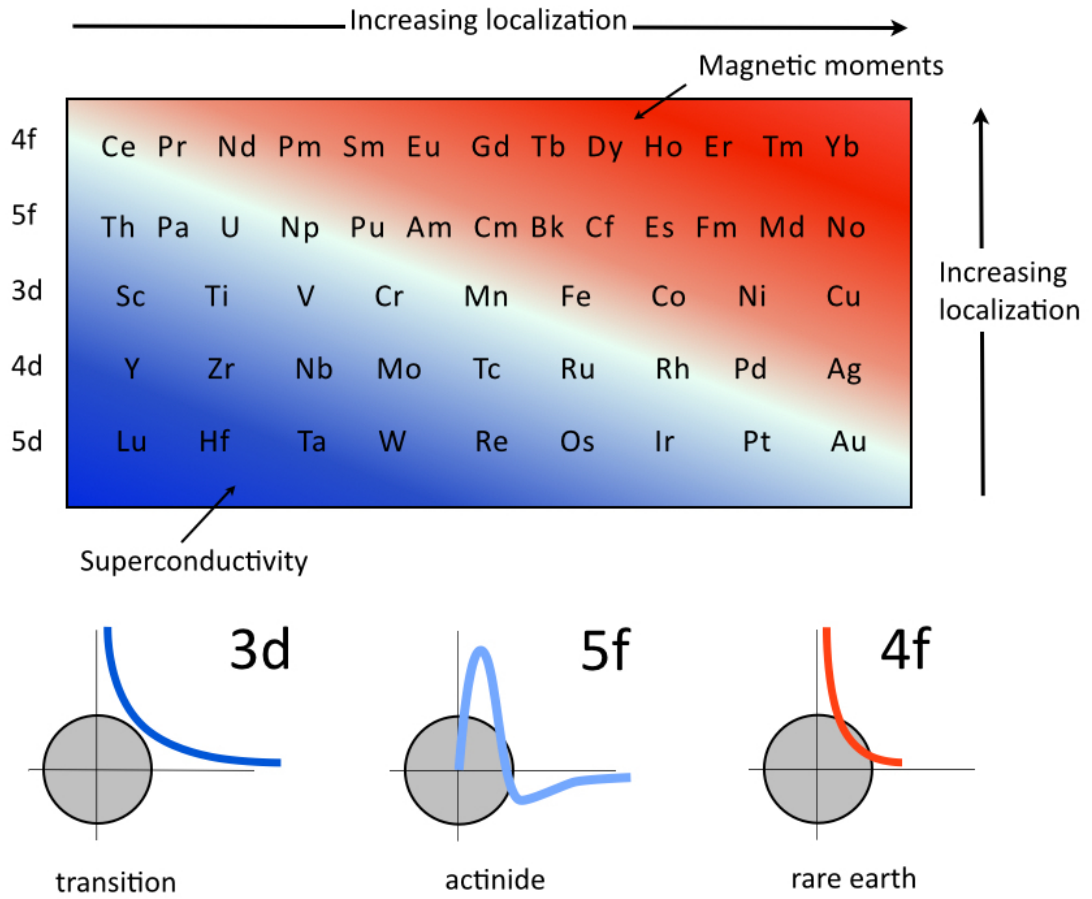 Increasing localization
Magnetic moments
4f Ce Pr Nd Pm Sm Eu Gd Tb Dy Ho Er Tm Yb
5f Th Pa U Np Pu Am Cm Bk Cf Es Fm Md No
3d Sc Ti V Cr Mn Fe Co Ni Cu
4d Y Zr Nb Mo Tc Ru Rh Pd Ag
5d Lu Hf Ta W Re Os Ir Pt Au
Increasing
localization
Superconductivity
3d 5f 4f
transition actinide rare earth